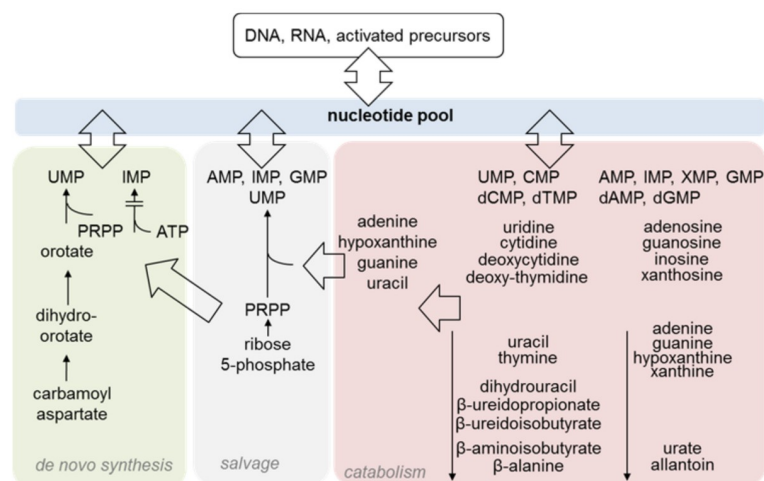 DNA, RNA, activated precursors
nucleotide pool
UMP
IMP
PRPP
ATP
orotate
dihydro-
orotate
carbamoyl
aspartate
de novo synthesis
AMP, IMP, GMP
UMP
PRPP
ribose
5-phosphate
salvage
adenine
hypoxanthine
guanine
uracil
catabolism
UMP, CMP
dCMP, dTMP
uridine
cytidine
deoxycytidine
deoxy-thymidine
uracil
thymine
dihydrouracil
β-ureidopropionate
β-ureidoisobutyrate
β-aminoisobutyrate
β-alanine
AMP, IMP, XMP, GMP
dAMP, dGMP
adenosine
guanosine
inosine
xanthosine
adenine
guanine
hypoxanthine
xanthine
urate
allantoin